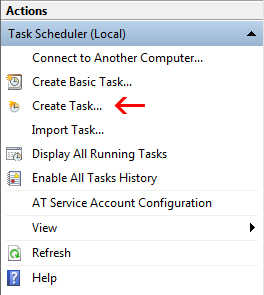 Actions
Task Scheduler (Local)
Connect to Another Computer...
Create Basic Task...
Create Task...
Import Task...
Display All Running Tasks
Enable All Tasks History
AT Service Account Configuration
View
Refresh
Help